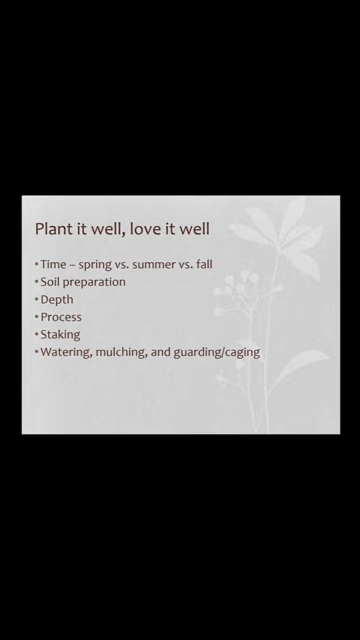 Plant it well, love it well
• Time – spring vs. summer vs. fall
• Soil preparation
• Depth
• Process
• Staking
• Watering, mulching, and guarding/caging